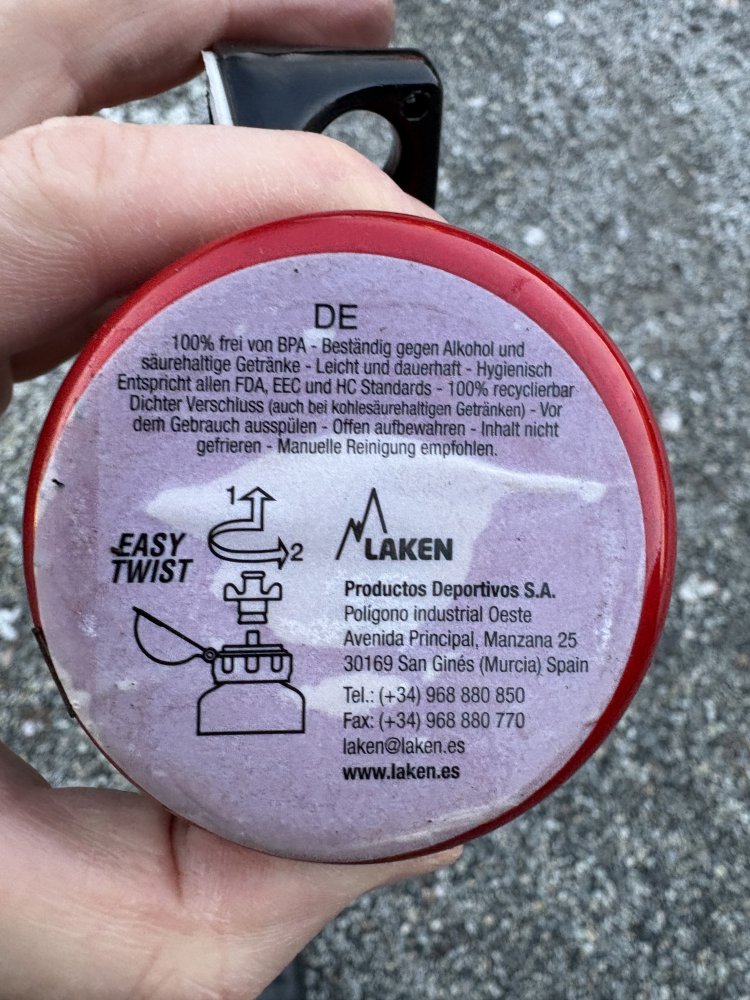 DE
100% frei von BPA - Beständig gegen Alkohol und
säurehaltige Getränke - Leicht und dauerhaft - Hygienisch
Entspricht allen FDA, EEC und HC Standards - 100% recyclierbar
Dichter Verschluss (auch bei kohlesäurehaltigen Getränken) - Vor
dem Gebrauch ausspülen - Offen aufbewahren - Inhalt nicht
gefrieren - Manuelle Reinigung empfohlen.
1
2
EASY
TWIST
LAKEN
Productos Deportivos S.A.
Polígono industrial Oeste
Avenida Principal, Manzana 25
30169 San Ginés (Murcia) Spain
Tel.: (+34) 968 880 850
Fax: (+34) 968 880 770
laken@laken.es
www.laken.es